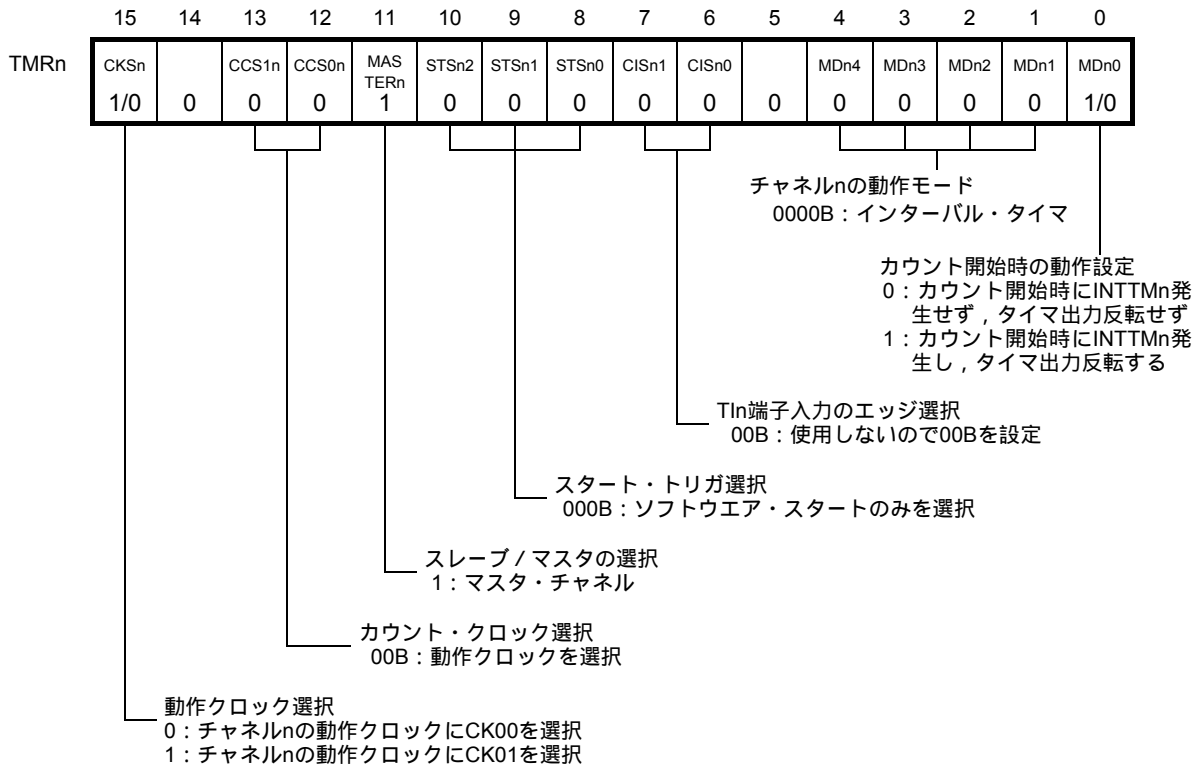 15 14 13 12 11 10 9 8 7 6 5 4 3 2 1 0
TMRn
CKSn CCS1n CCS0n MAS TERn STSn2 STSn1 STSn0 CISn1 CISn0 MDn4 MDn3 MDn2 MDn1 MDn0
1/0 0 0 0 1 0 0 0 0 0 0 0 0 0 0 1/0
チャネルnの動作モード
0000B：インターバル・タイマ
カウント開始時の動作設定
0：カウント開始時にINTTMn発
生せず，タイマ出力反転せず
1：カウント開始時にINTTMn発
生し，タイマ出力反転する
TIn端子入力のエッジ選択
00B：使用しないので00Bを設定
スタート・トリガ選択
000B：ソフトウエア・スタートのみを選択
スレーブ／マスタの選択
1：マスタ・チャネル
カウント・クロック選択
00B：動作クロックを選択
動作クロック選択
0：チャネルnの動作クロックにCK00を選択
1：チャネルnの動作クロックにCK01を選択